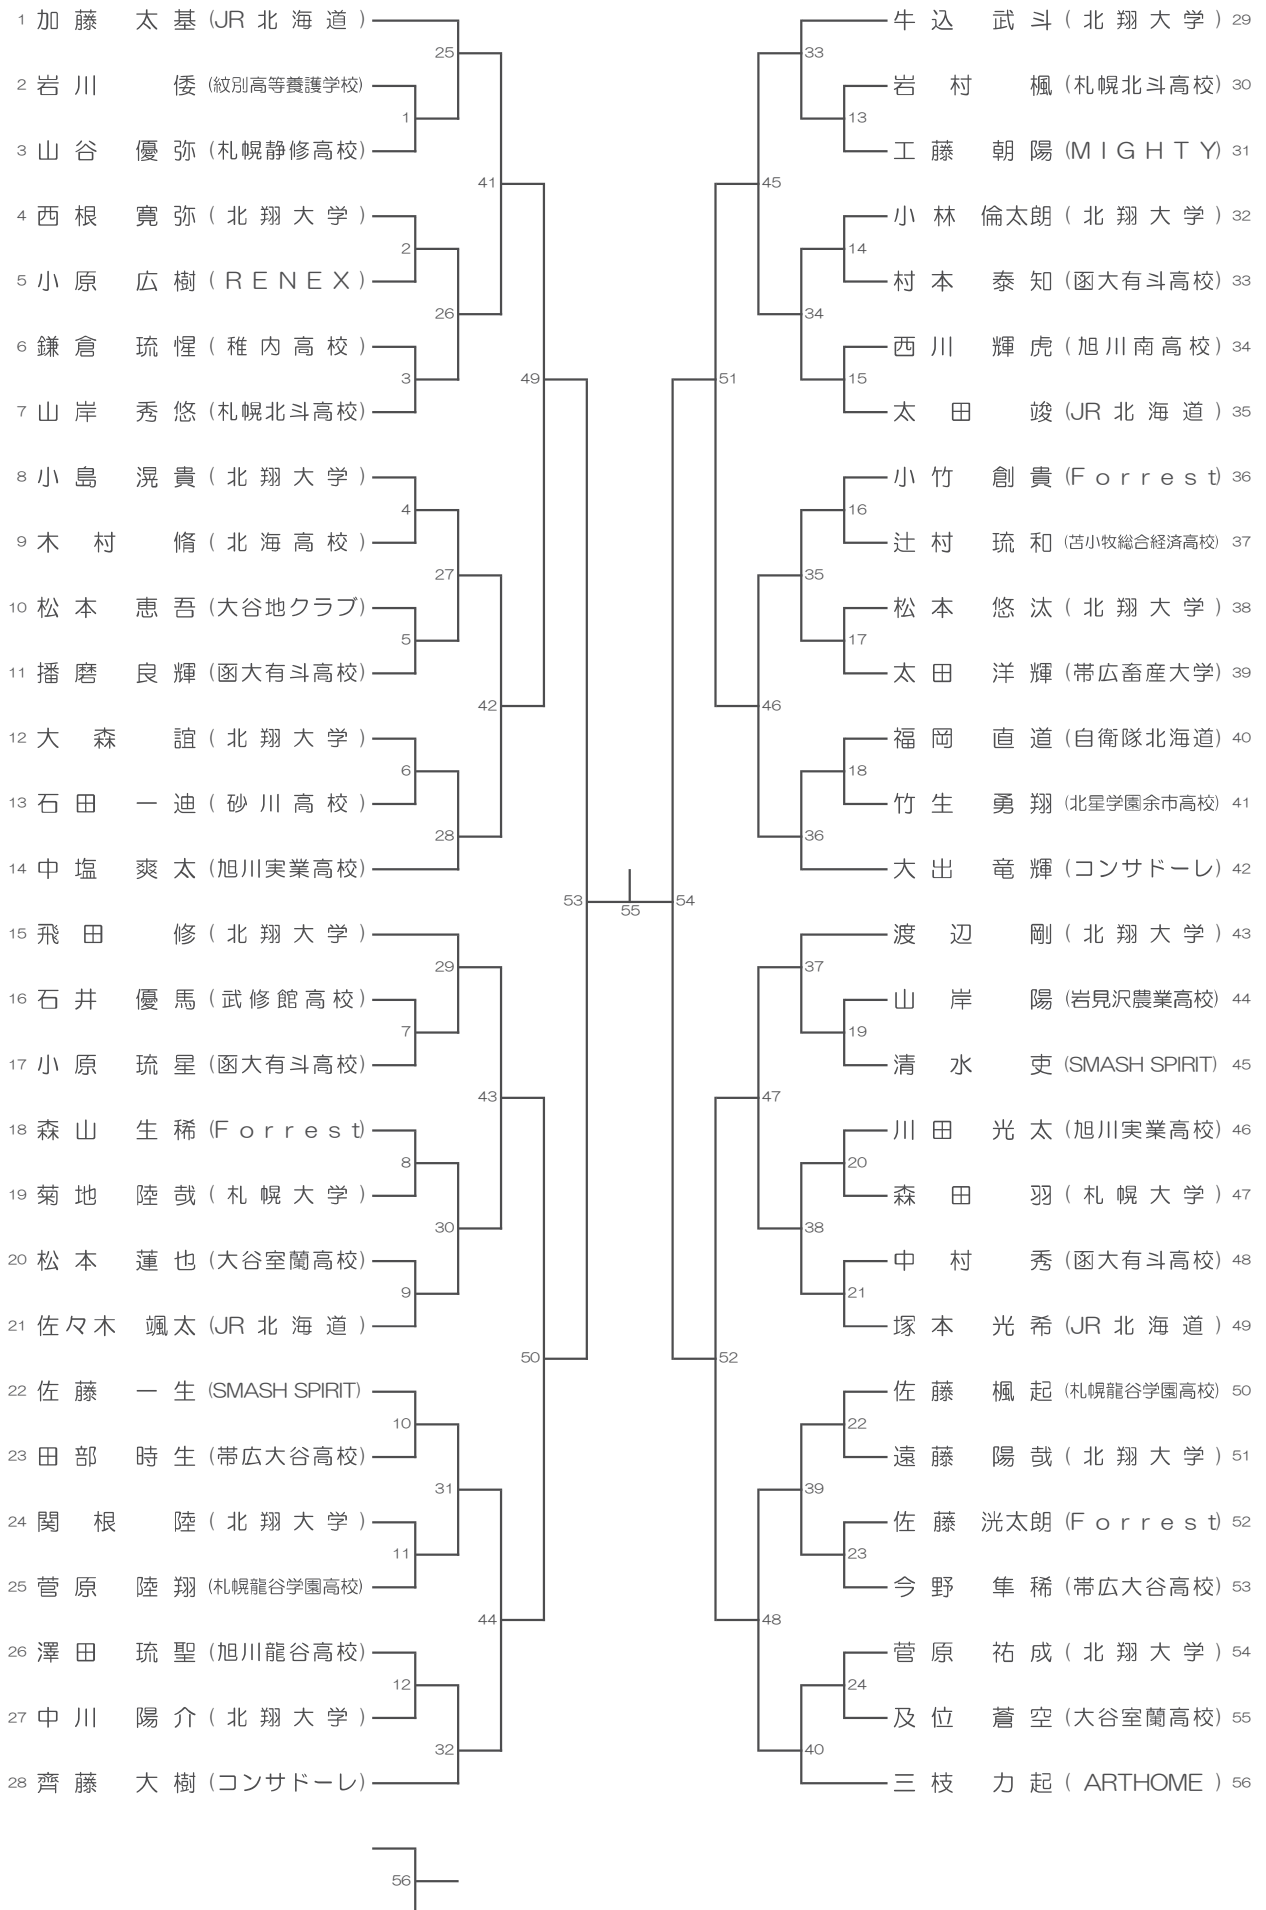 1 加藤 太基 (JR北海道)
2 岩川 倭 (紋別高等養護学校)
3 山谷 優弥 (札幌静修高校)
4 西根 寛弥 (北翔大学)
5 小原 広樹 (RENEX)
6 鎌倉 琉惺 (稚内高校)
7 山岸 秀悠 (札幌北斗高校)
8 小島 滉貴 (北翔大学)
9 木村 脩 (北海高校)
10 松本 恵吾 (大谷地クラブ)
11 播磨 良輝 (函大有斗高校)
12 大森 誼 (北翔大学)
13 石田 一迪 (砂川高校)
14 中塩 爽太 (旭川実業高校)
15 飛田 修 (北翔大学)
16 石井 優馬 (武修館高校)
17 小原 琉星 (函大有斗高校)
18 森山 生稀 (Forrest)
19 菊地 陸哉 (札幌大学)
20 松本 蓮也 (大谷室蘭高校)
21 佐々木 颯太 (JR北海道)
22 佐藤 一生 (SMASH SPIRIT)
23 田部 時生 (帯広大谷高校)
24 関根 陸 (北翔大学)
25 菅原 陸翔 (札幌龍谷学園高校)
26 澤田 琉聖 (旭川龍谷高校)
27 中川 陽介 (北翔大学)
28 齊藤 大樹 (コンサドーレ)
25
1
41
2
26
3
49
4
27
5
42
6
28
53
29
7
43
8
30
9
50
10
31
11
44
12
32
55
56
33
13
45
14
34
15
51
16
35
17
46
18
36
54
37
19
47
20
38
21
52
22
39
23
48
24
40
牛込 武斗 (北翔大学) 29
岩村 楓 (札幌北斗高校) 30
工藤 朝陽 (MIGHTY) 31
小林 倫太朗 (北翔大学) 32
村本 泰知 (函大有斗高校) 33
西川 輝虎 (旭川南高校) 34
太田 竣 (JR北海道) 35
小竹 創貴 (Forrest) 36
辻村 琉和 (苫小牧総合経済高校) 37
松本 悠汰 (北翔大学) 38
太田 洋輝 (帯広畜産大学) 39
福岡 直道 (自衛隊北海道) 40
竹生 勇翔 (北星学園余市高校) 41
大出 竜輝 (コンサドーレ) 42
渡辺 剛 (北翔大学) 43
山岸 陽 (岩見沢農業高校) 44
清水 吏 (SMASH SPIRIT) 45
川田 光太 (旭川実業高校) 46
森田 羽 (札幌大学) 47
中村 秀 (函大有斗高校) 48
塚本 光希 (JR北海道) 49
佐藤 楓起 (札幌龍谷学園高校) 50
遠藤 陽哉 (北翔大学) 51
佐藤 洸太朗 (Forrest) 52
今野 隼稀 (帯広大谷高校) 53
菅原 祐成 (北翔大学) 54
及位 蒼空 (大谷室蘭高校) 55
三枝 力起 (ARTHOME) 56